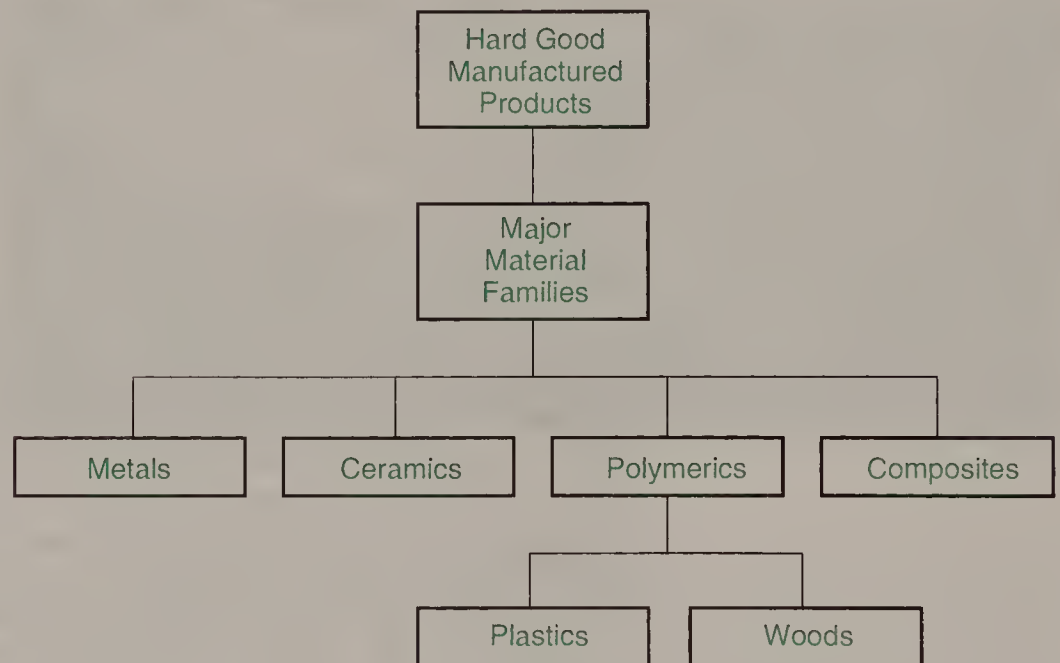 Hard Good
Manufactured
Products
Major
Material
Families
Metals
Ceramics
Polymerics
Composites
Plastics
Woods